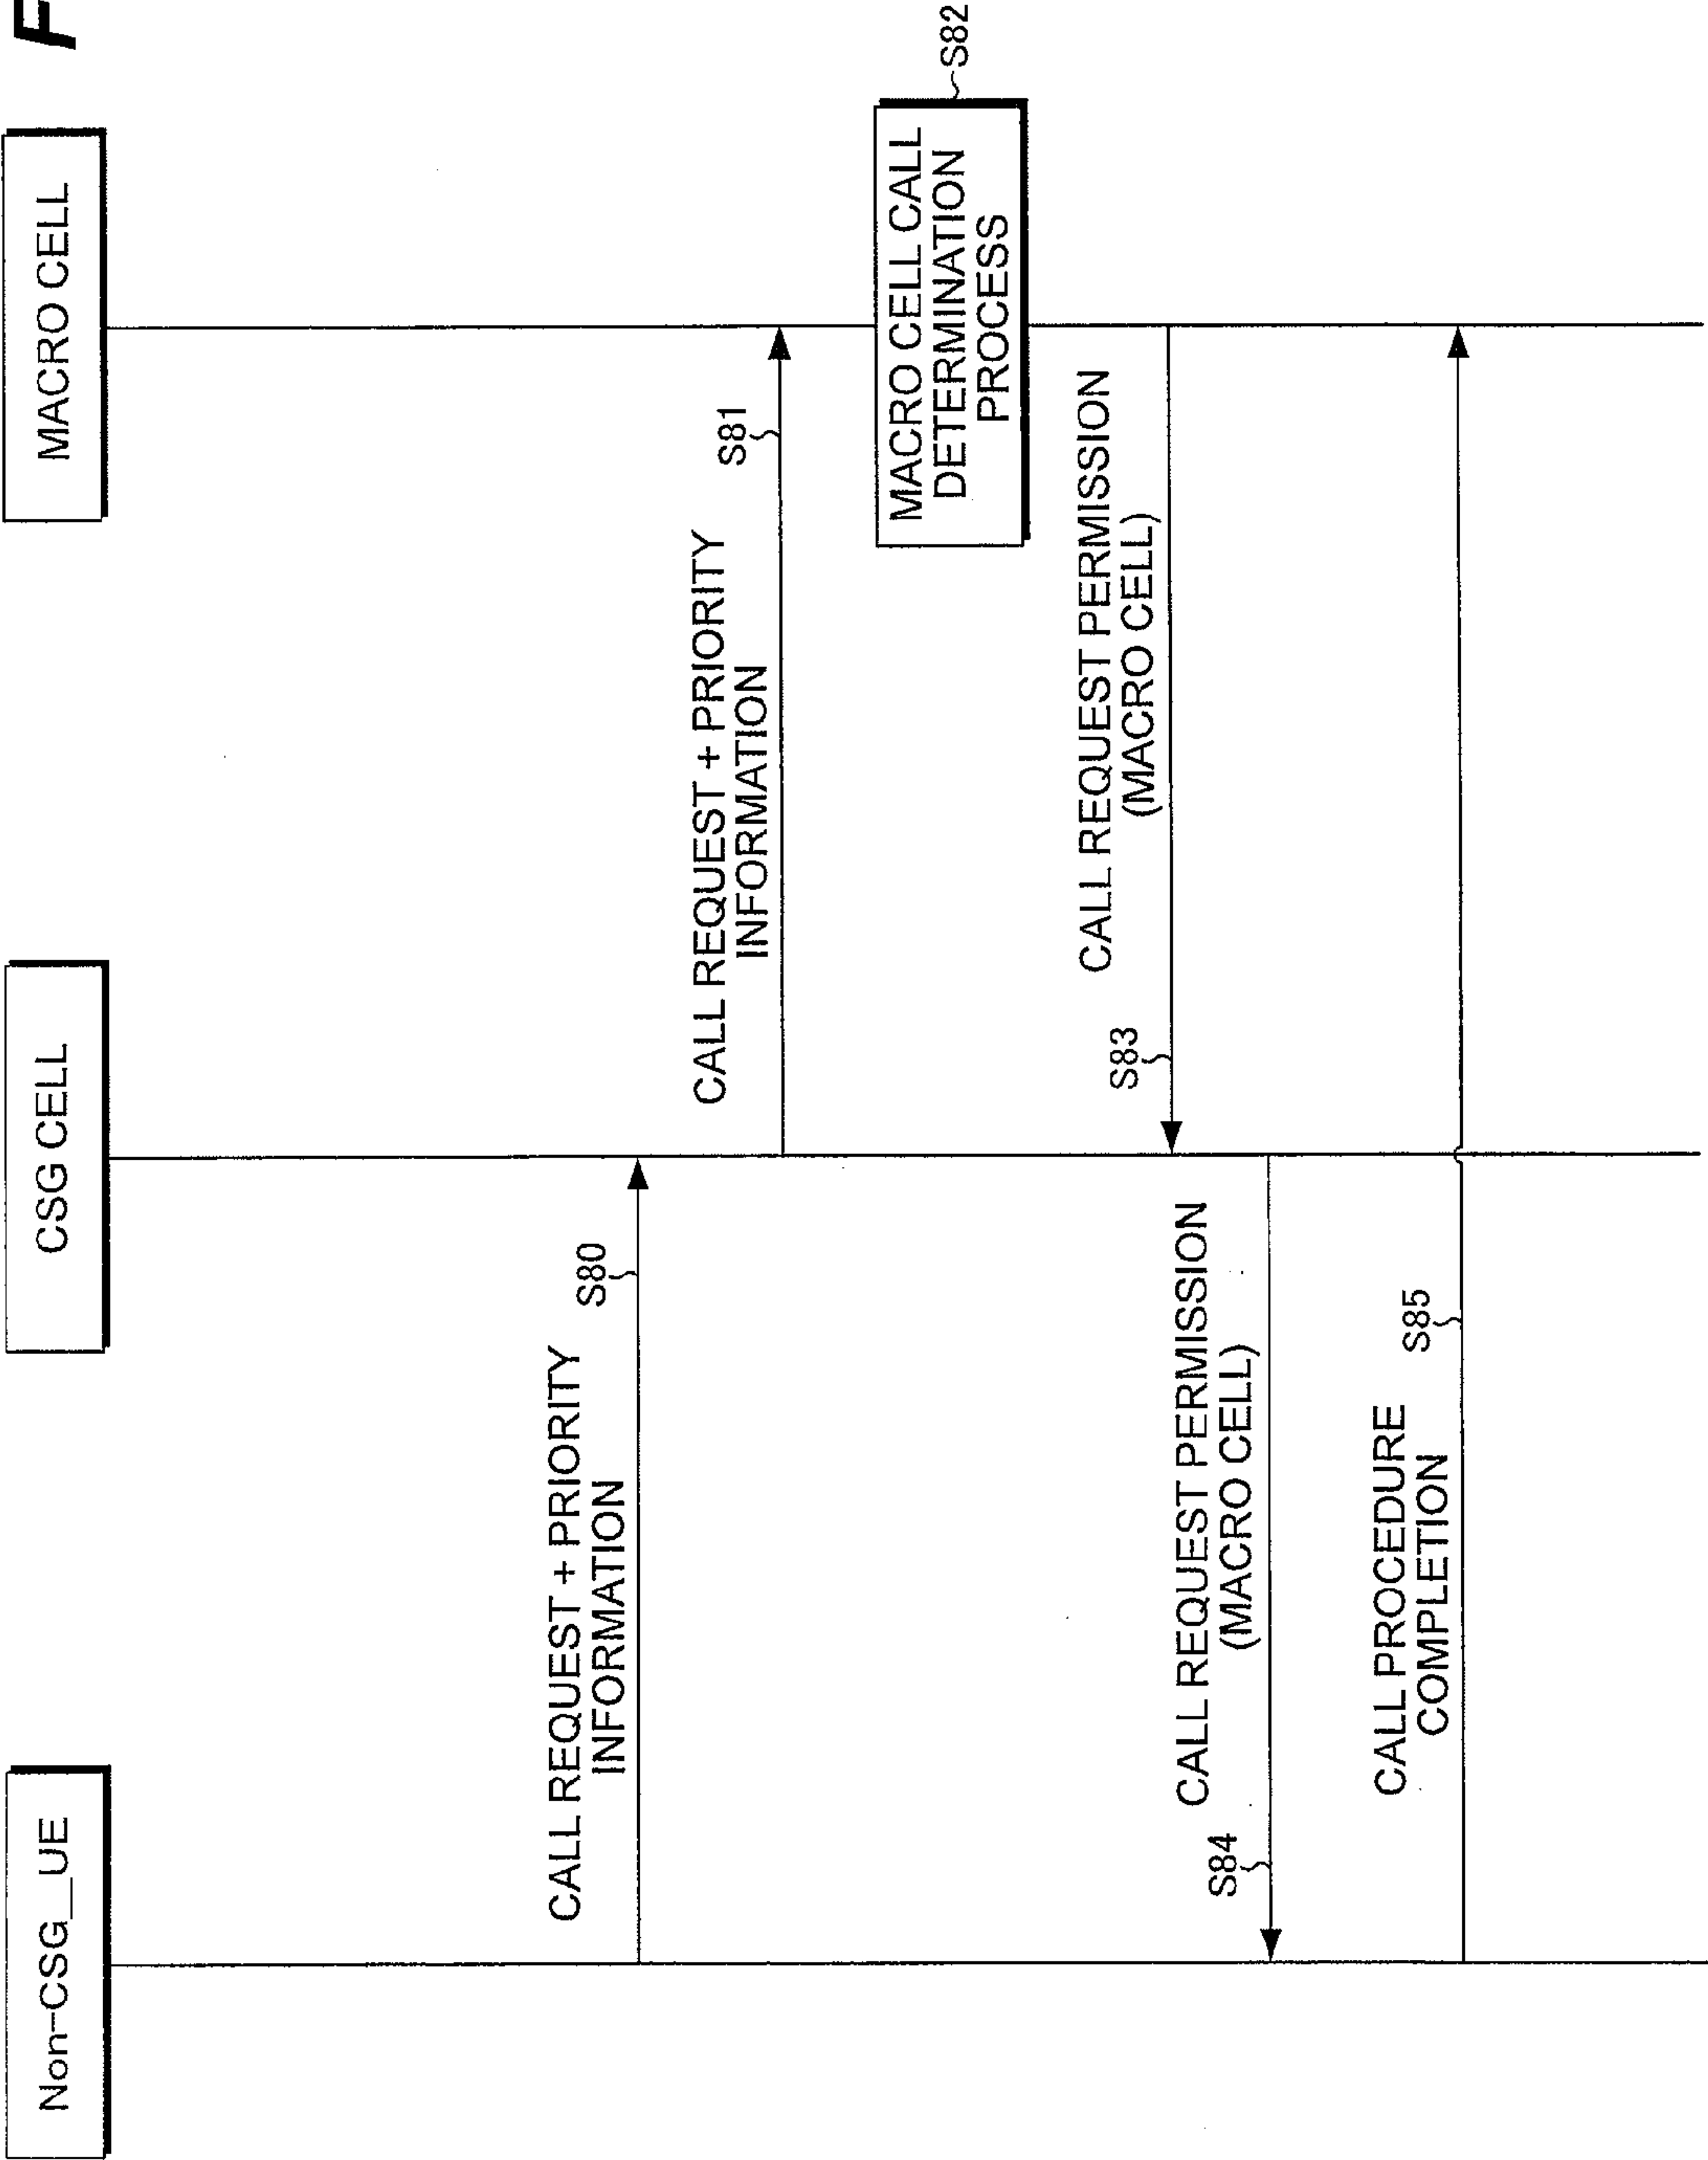 F
Non-CSG_UE
CSG CELL
MACRO CELL
CALL REQUEST + PRIORITY
INFORMATION
S80
CALL REQUEST + PRIORITY
INFORMATION
S81
MACRO CELL CALL
DETERMINATION
PROCESS
S82
CALL REQUEST PERMISSION
(MACRO CELL)
S83
CALL REQUEST PERMISSION
(MACRO CELL)
S84
CALL PROCEDURE
COMPLETION
S85